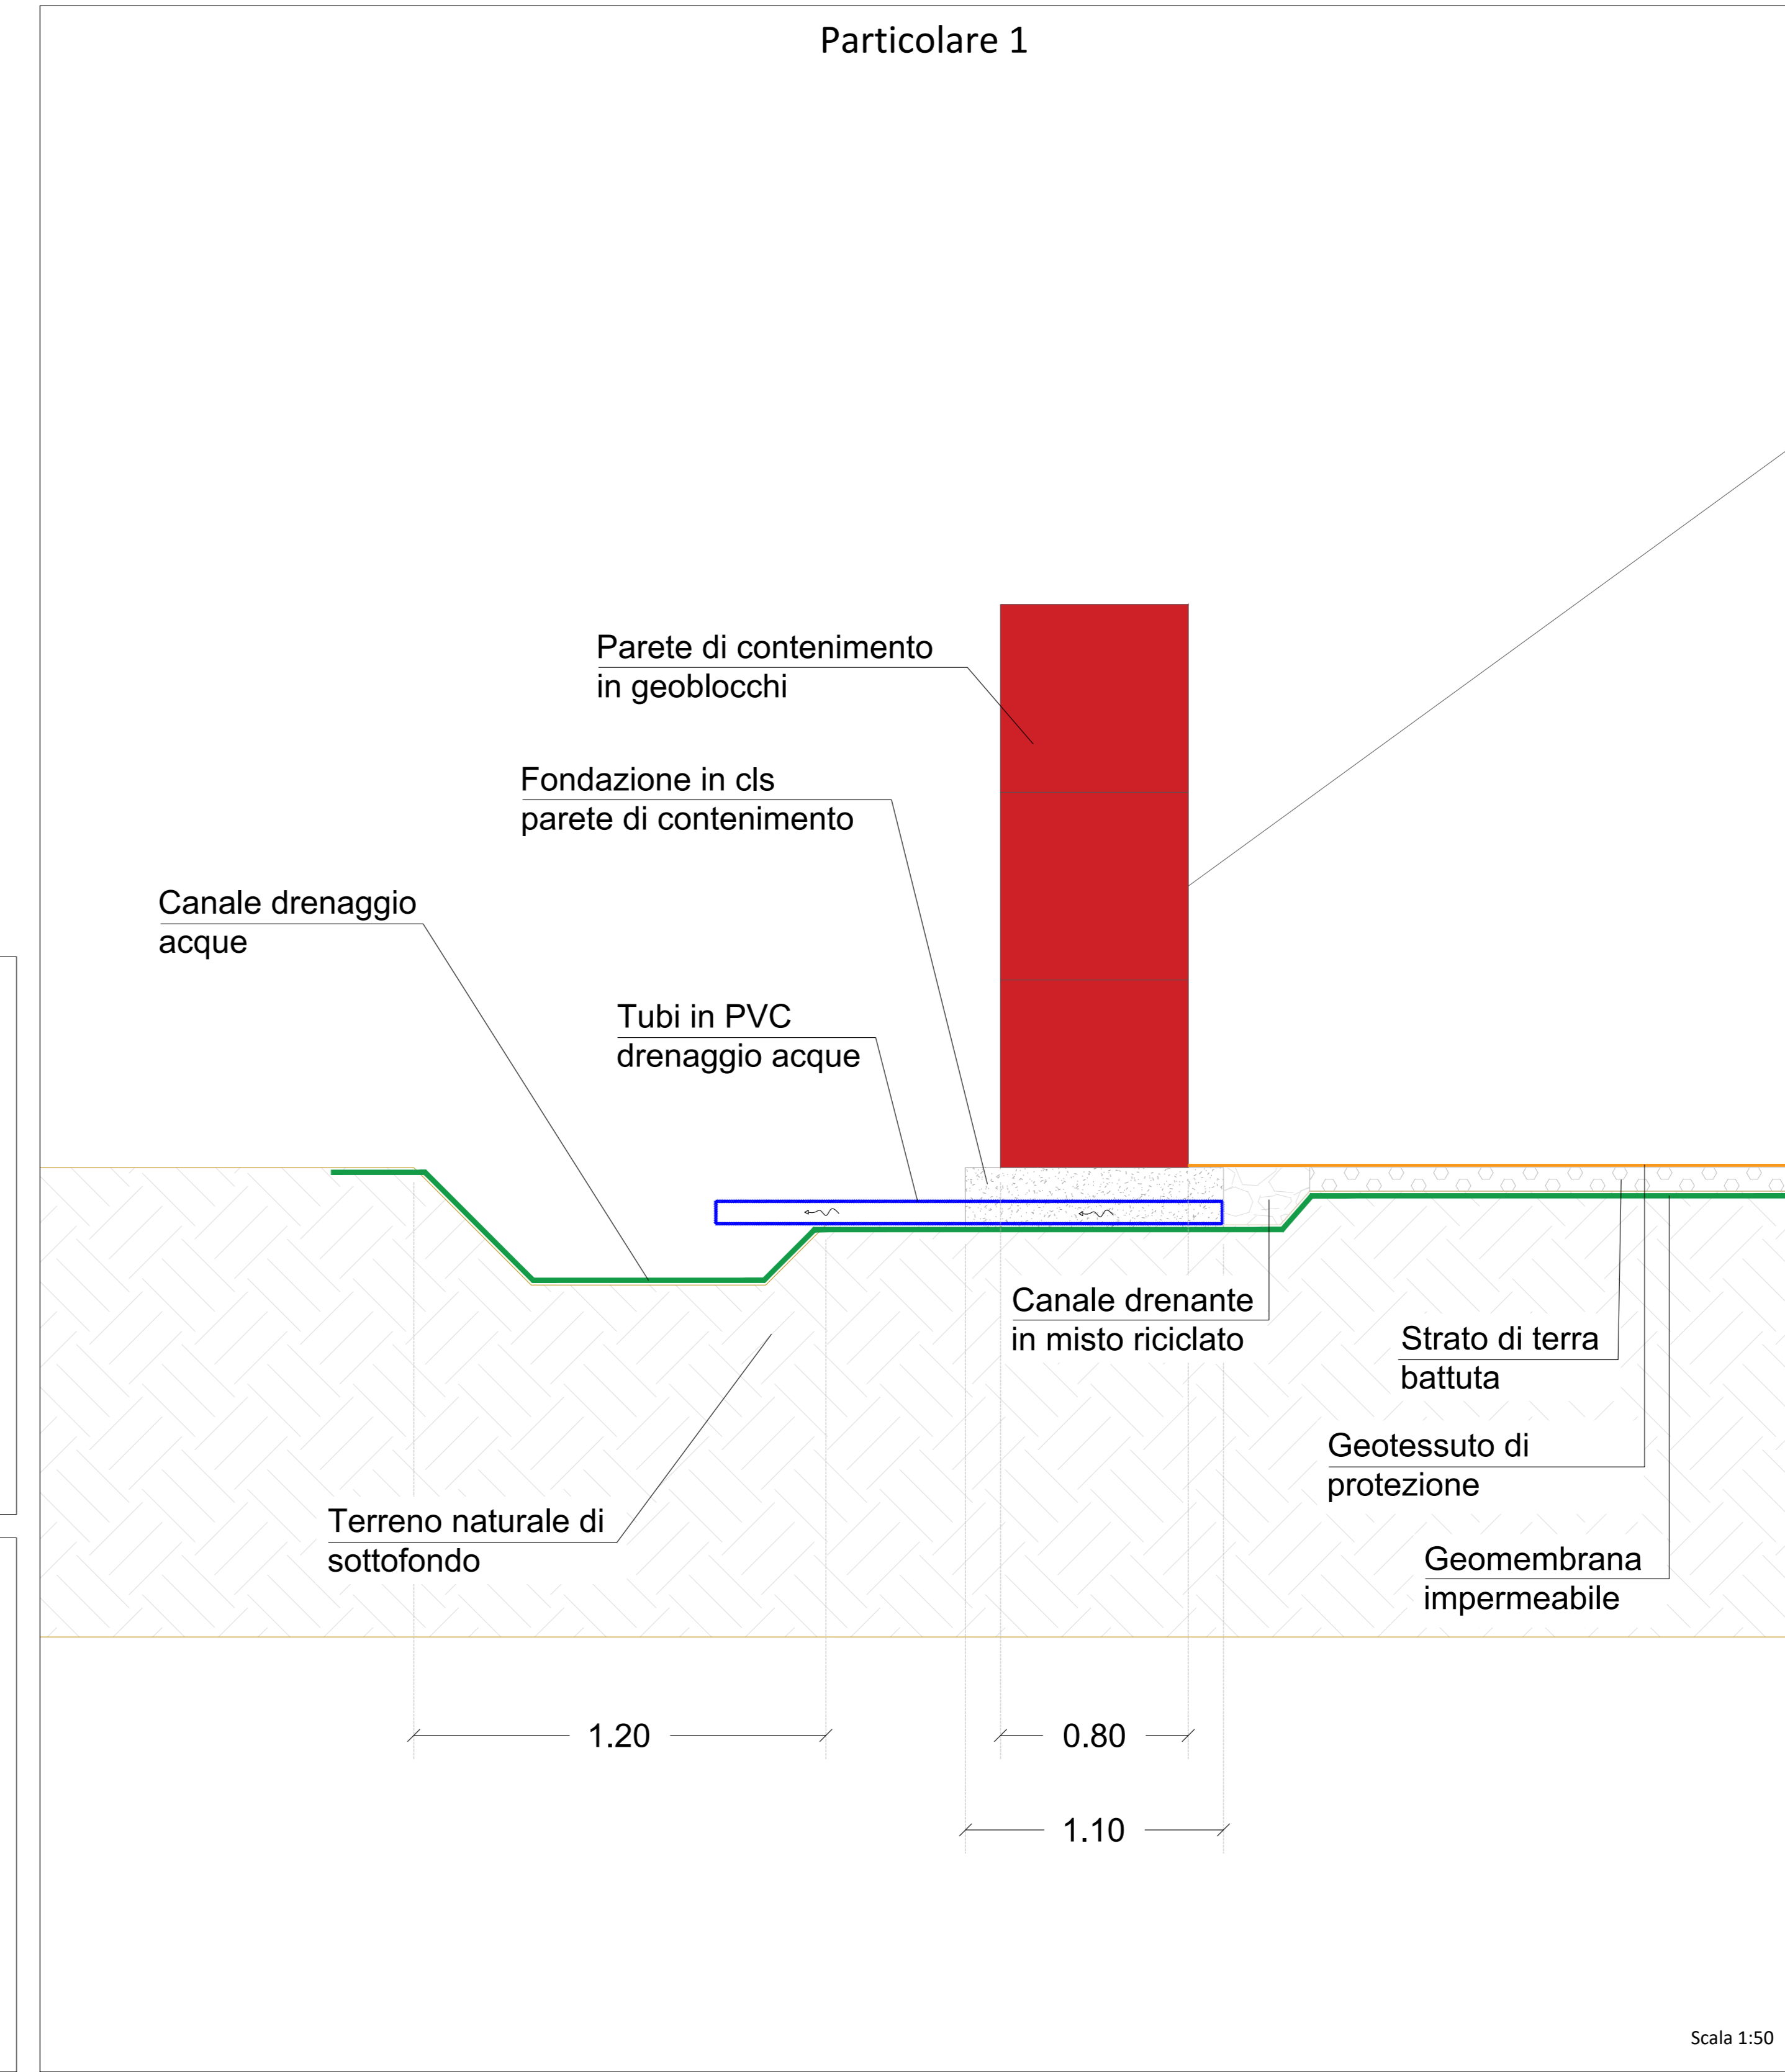 Particolare 1
Parete di contenimento
in geoblocchi
Fondazione in cls
parete di contenimento
Canale drenaggio
acque
Tubi in PVC
drenaggio acque
Canale drenante
in misto riciclato
Strato di terra
battuta
Geotessuto di
protezione
Terreno naturale di
sottofondo
Geomembrana
impermeabile
1.20
0.80
1.10
Scala 1:50